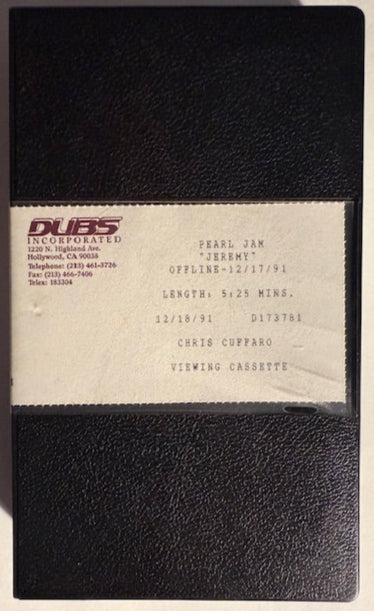 DUBS
INCORPORATED
1220 N. Highland Ave.
Hollywood, CA 90038
Telephone: (213) 461-3726
Fax: (213) 466-7406
Telex: 183304
PEARL JAM
"JEREMY"
OFFLINE-12/17/91
LENGTH: 5:25 MINS.
12/18/91 D173781
CHRIS CUFFARO
VIEWING CASSETTE